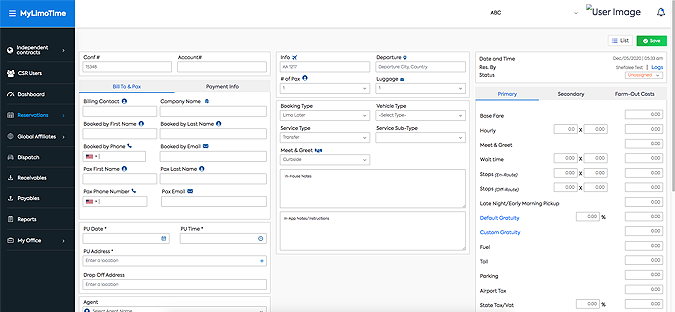 MyLimoTime
ABC
User Image
List
Save
Independent contracts
CSR Users
Dashboard
Reservations
Global Affiliates
Dispatch
Receivables
Payables
Reports
My Office
Conf #
15348
Account#
Bill To & Pax
Payment Info
Billing Contact
Company Name
Booked by First Name
Booked by Last Name
Booked by Phone
Booked by Email
Pax First Name
Pax Last Name
Pax Phone Number
Pax Email
PU Date *
PU Time *
PU Address *
Enter a location
Drop Off Address
Enter a location
Agent
Select Agent Name
Info
AA 1217
Departure
Departure City, Country
# of Pax
1
Luggage
1
Booking Type
Limo Later
Vehicle Type
-Select Type-
Service Type
Transfer
Service Sub-Type
Meet & Greet
Curbside
In-House Notes
In App Notes/Instructions
Date and Time
Dec/05/2020 | 05:33 am
Res. By
Shefalee Test | Logs
Status
Unassigned
Primary
Secondary
Farm-Out Costs
Base Fare
0.00
Hourly
0.0 X 0.00
0.00
Meet & Greet
0.00
Wait time
0.00 X 0.00
0.00
Stops (En-Route)
0.00 X 0.00
0.00
Stops (Off-Route)
0.00 X 0.00
0.00
Late Night/Early Morning Pickup
0.00
Default Gratuity
0.00 %
0.00
Custom Gratuity
0.00
Fuel
0.00
Toll
0.00
Parking
0.00
Airport Tax
0.00
State Tax/Vat
0.00 %
0.00